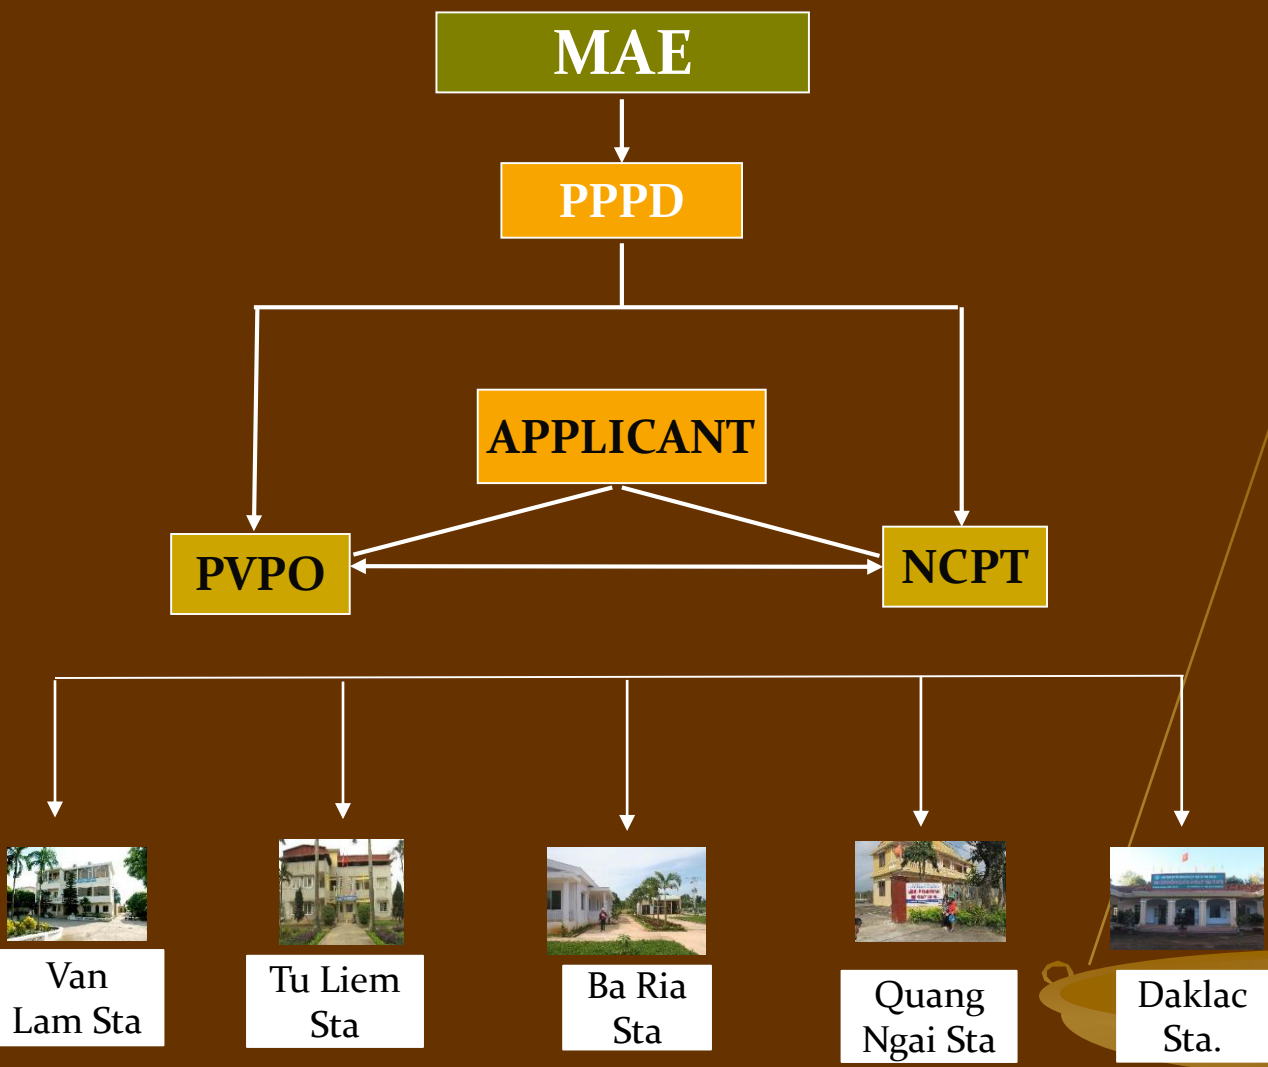 MAE
PPPD
APPLICANT
PVPO
NCPT
Van
Lam Sta
Tu Liem
Sta
Ba Ria
Sta
Quang
Ngai Sta
Daklac
Sta.